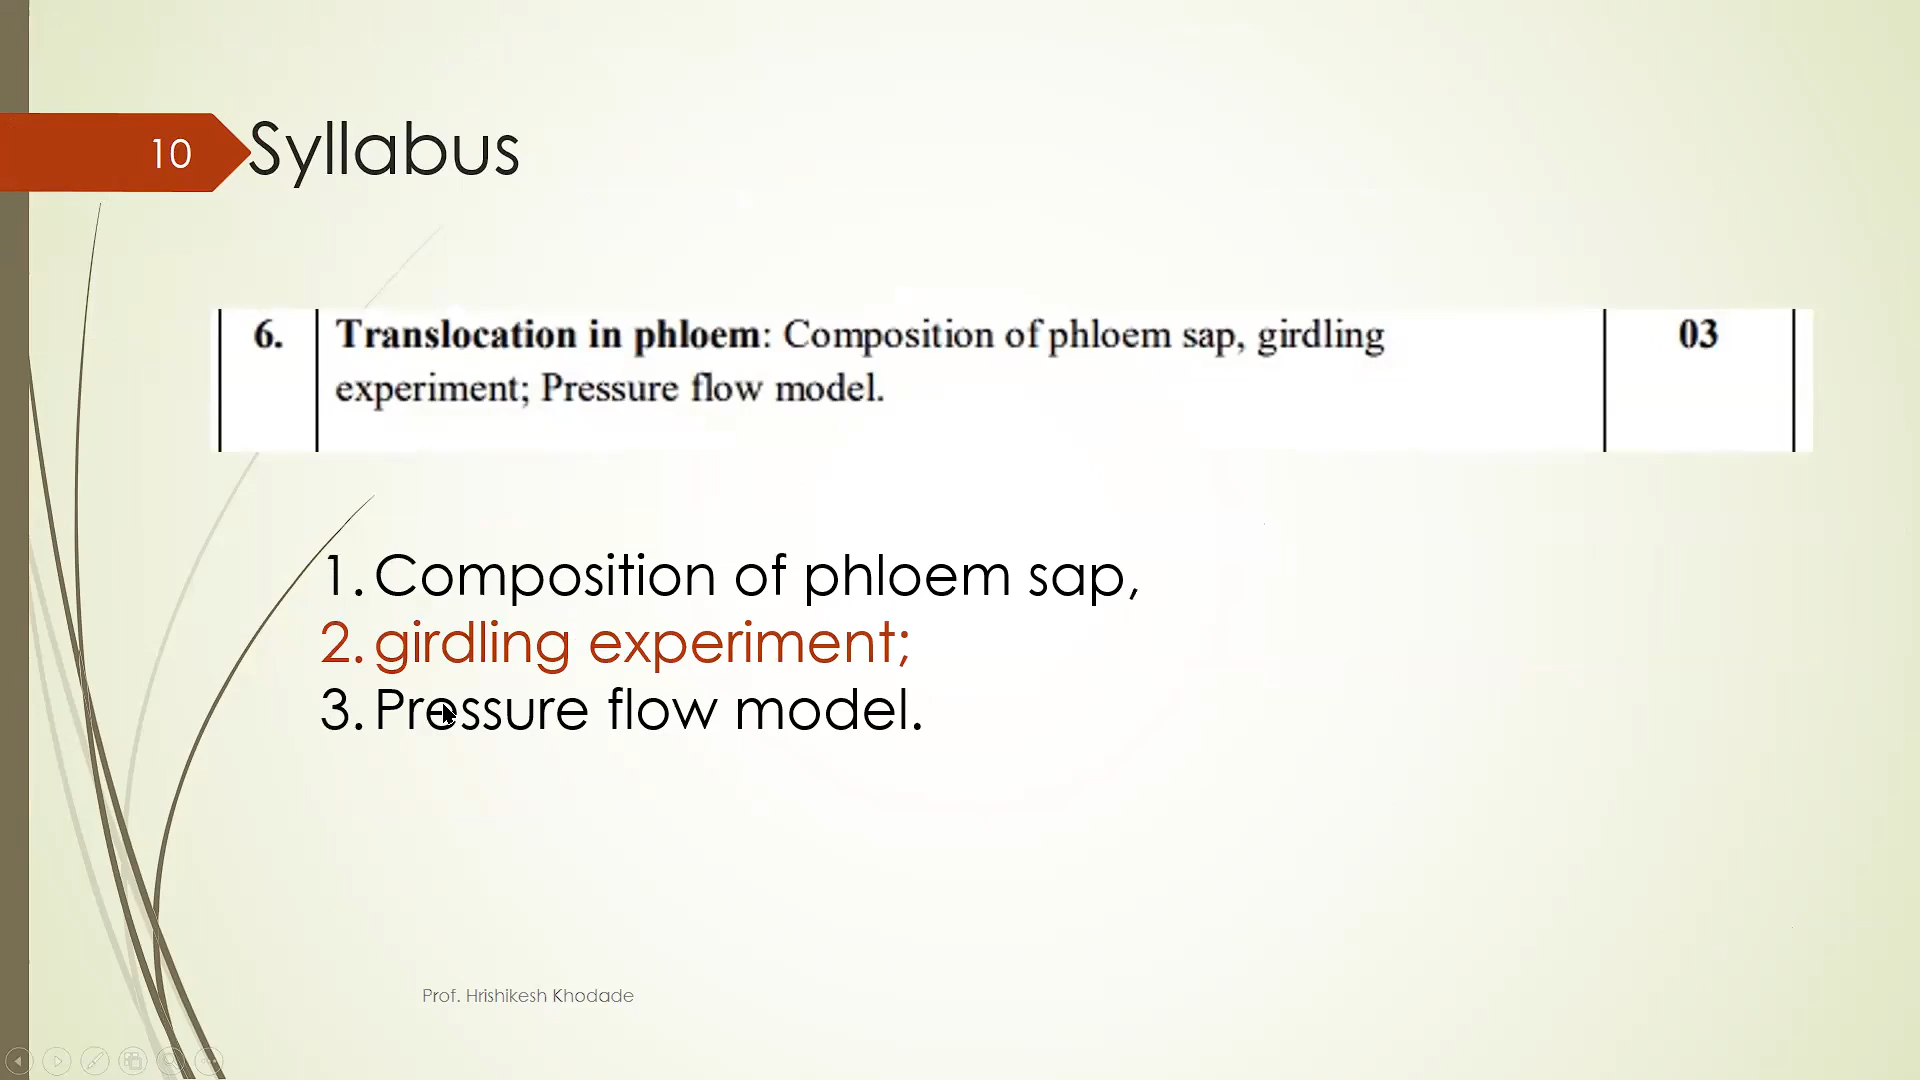 10
Syllabus
6. Translocation in phloem: Composition of phloem sap, girdling 03
experiment; Pressure flow model.
1. Composition of phloem sap,
2. girdling experiment;
3. Pressure flow model.
Prof. Hrishikesh Khodade